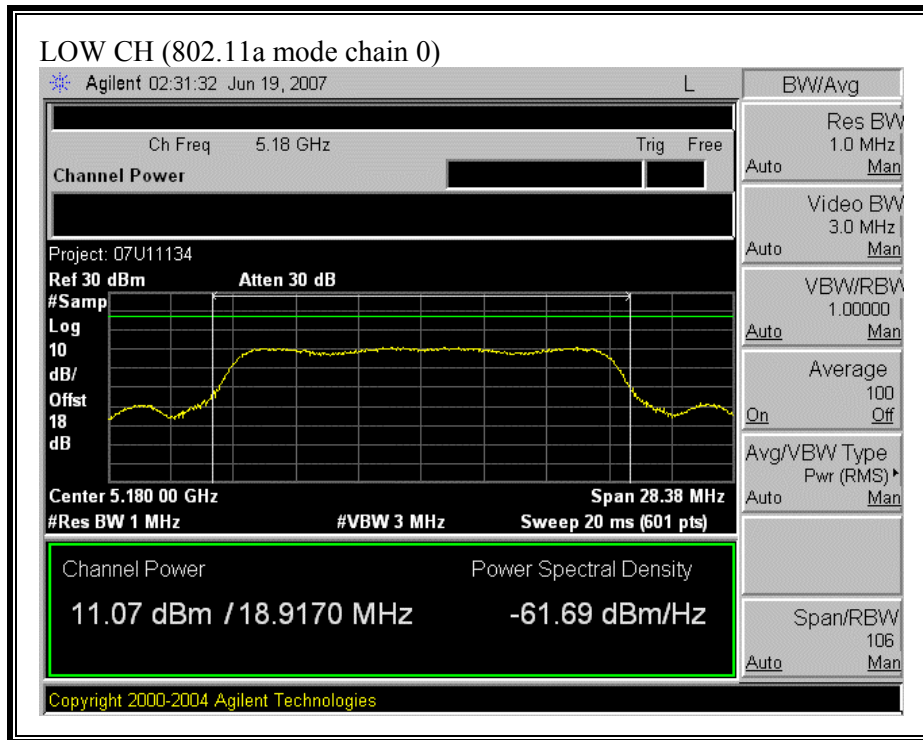 LOW CH (802.11a mode chain 0)
Agilent 02:31:32 Jun 19, 2007 L
BW/Avg
Ch Freq 5.18 GHz Trig Free
Channel Power
Project: 07U11134
Ref 30 dBm Atten 30 dB
#Samp
Log
10
dB/
Offst
18
dB
Center 5.180 00 GHz Span 28.38 MHz
#Res BW 1 MHz #VBW 3 MHz Sweep 20 ms (601 pts)
Channel Power Power Spectral Density
11.07 dBm / 18.9170 MHz -61.69 dBm/Hz
Copyright 2000-2004 Agilent Technologies
Res BW
1.0 MHz
Auto Man
Video BW
3.0 MHz
Auto Man
VBW/RBW
1.00000
Auto Man
Average
100
On Off
Avg/VBW Type
Pwr (RMS)
Auto Man
Span/RBW
106
Auto Man